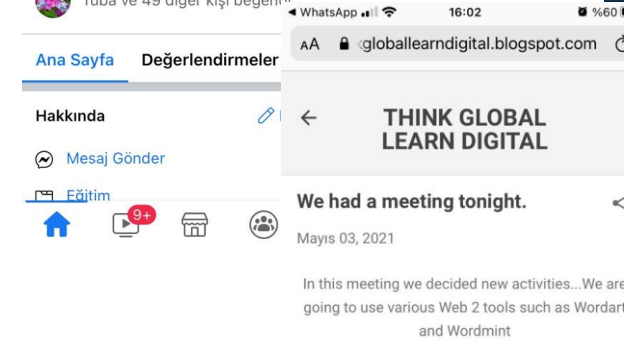 Tuba ve 49 diğer kişi beğendi
Ana Sayfa Değerlendirmeler
Hakkında
Mesaj Gönder
Eğitim
9+
WhatsApp 16:02 %60
AA globallearndigital.blogspot.com
THINK GLOBAL
LEARN DIGITAL
We had a meeting tonight.
Mayıs 03, 2021
In this meeting we decided new activities...We are
going to use various Web 2 tools such as Wordart
and Wordmint